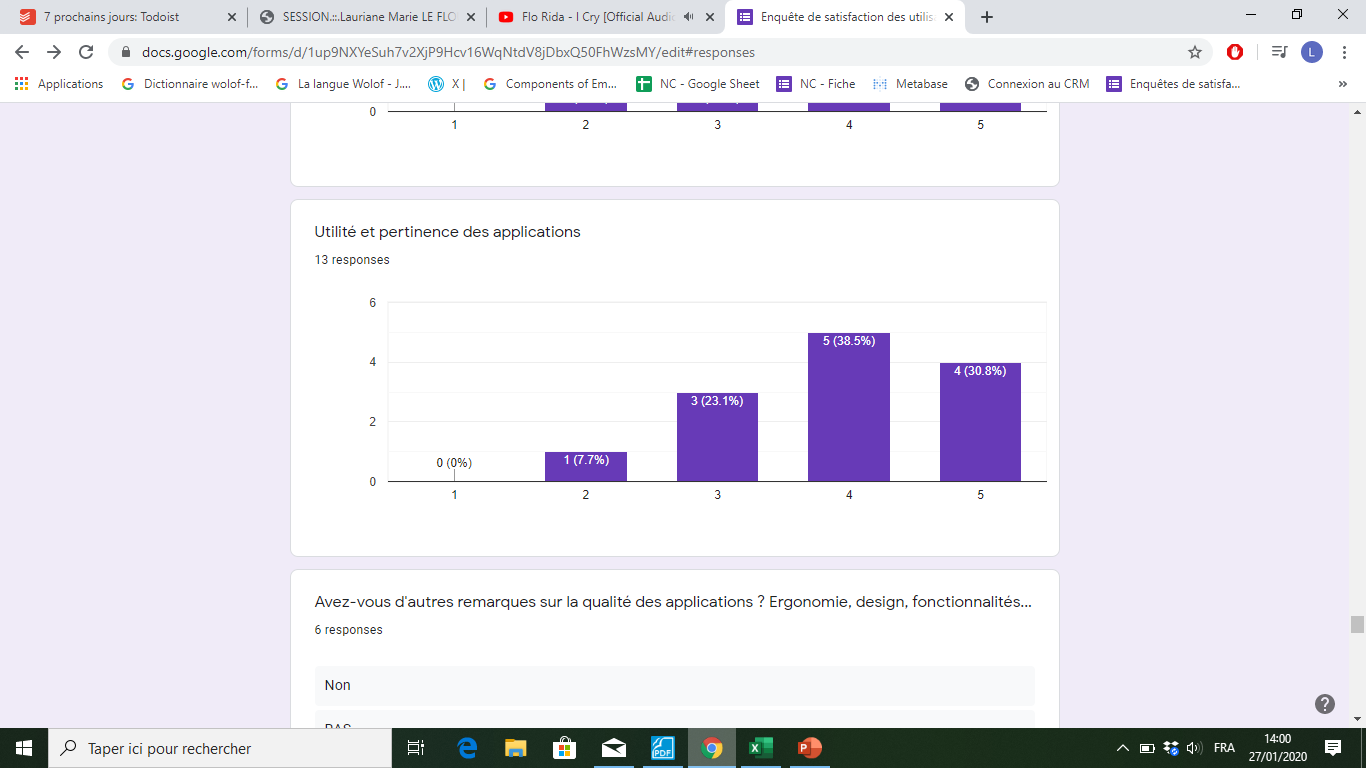 7 prochains jours: Todoist
SESSION.::.Lauriane Marie LE FLO
Flo Rida - I Cry [Official Audio
Enquête de satisfaction des utilisa
docs.google.com/forms/d/1up9NXYeSuh7v2XjP9Hcv16WqNtdV8jDbxQ50FhWzsMY/edit#responses
L
Applications
Dictionnaire wolof-f...
La langue Wolof - J....
X |
Components of Em...
NC - Google Sheet
NC - Fiche
Metabase
Connexion au CRM
Enquêtes de satisfa...
»
0
1 2 3 4 5
Utilité et pertinence des applications
13 responses
6
4
2
0
0 (0%)
1 (7.7%)
3 (23.1%)
5 (38.5%)
4 (30.8%)
1 2 3 4 5
Avez-vous d'autres remarques sur la qualité des applications ? Ergonomie, design, fonctionnalités...
6 responses
Non
Taper ici pour rechercher
PDF
FRA
14:00
27/01/2020